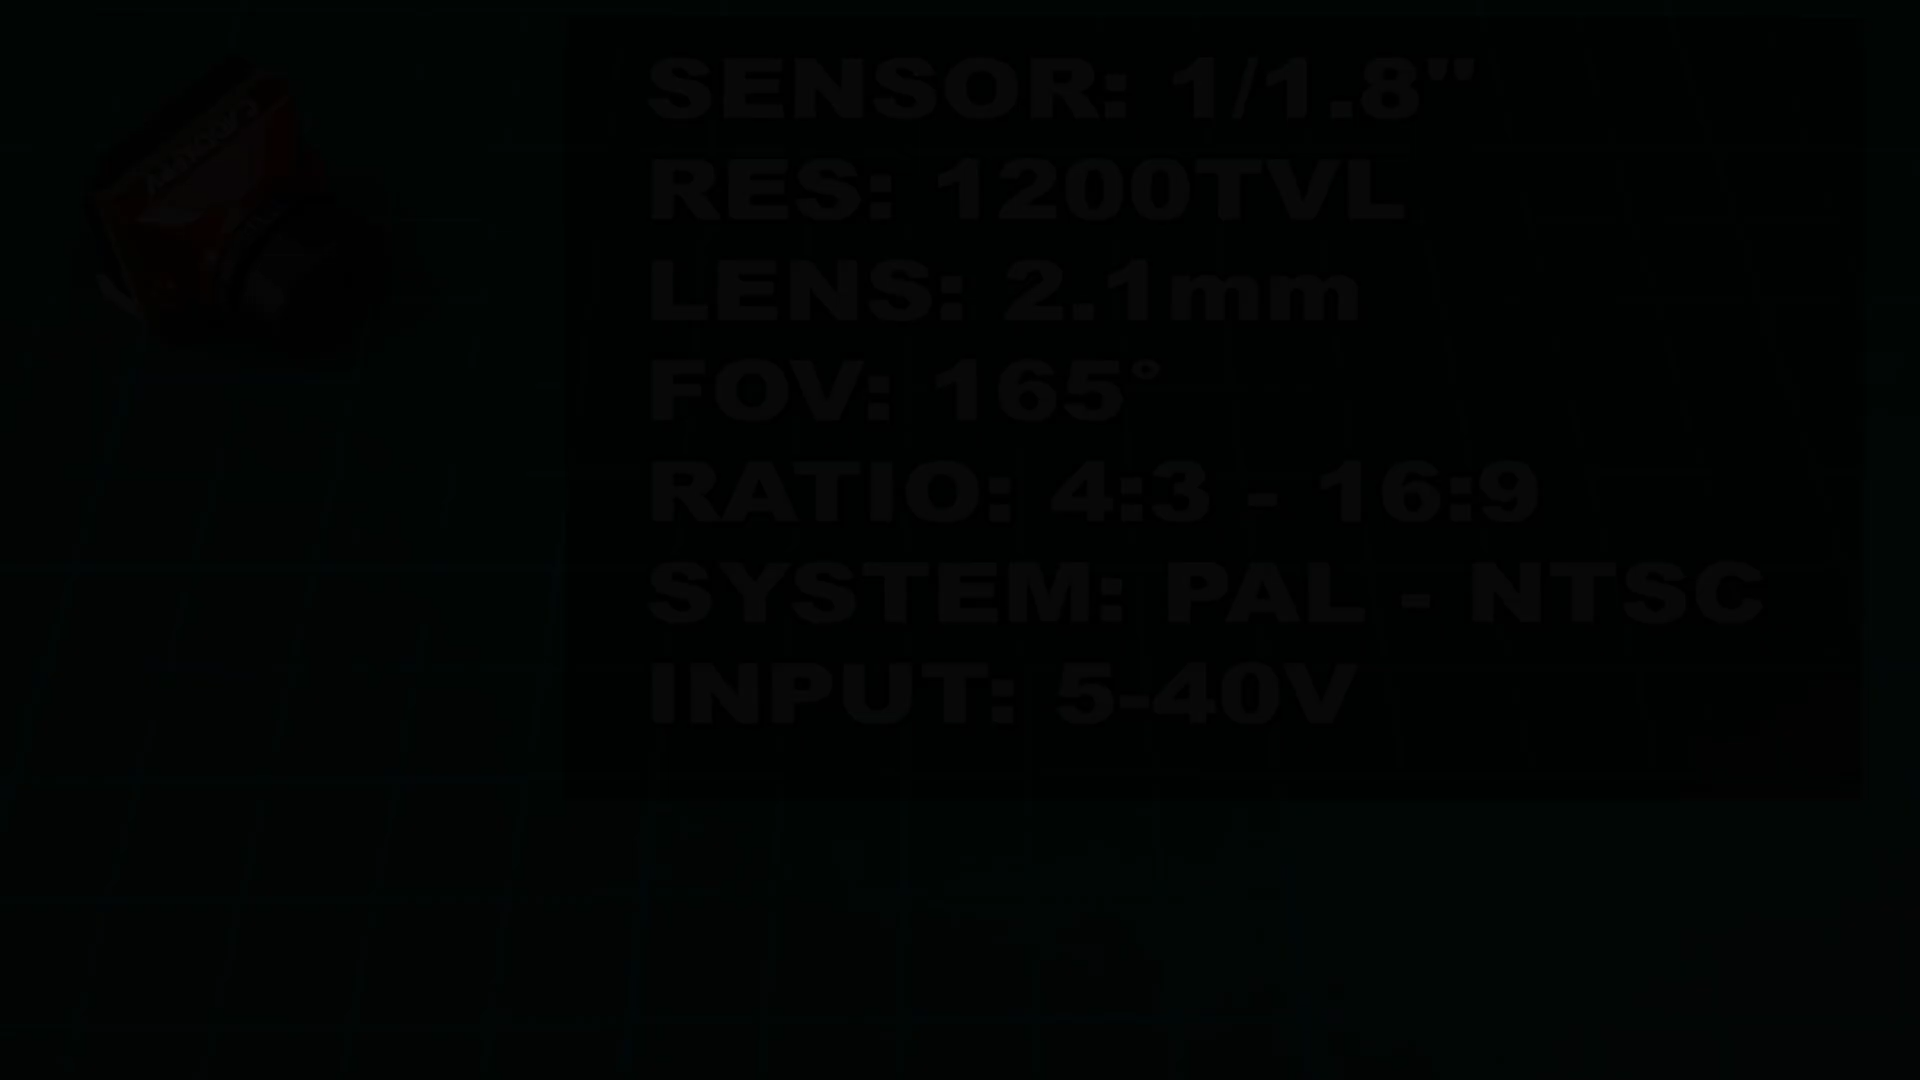 SENSOR: 1/1.8"
RES: 1200TVL
LENS: 2.1mm
FOV: 165°
RATIO: 4:3 - 16:9
SYSTEM: PAL - NTSC
INPUT: 5-40V